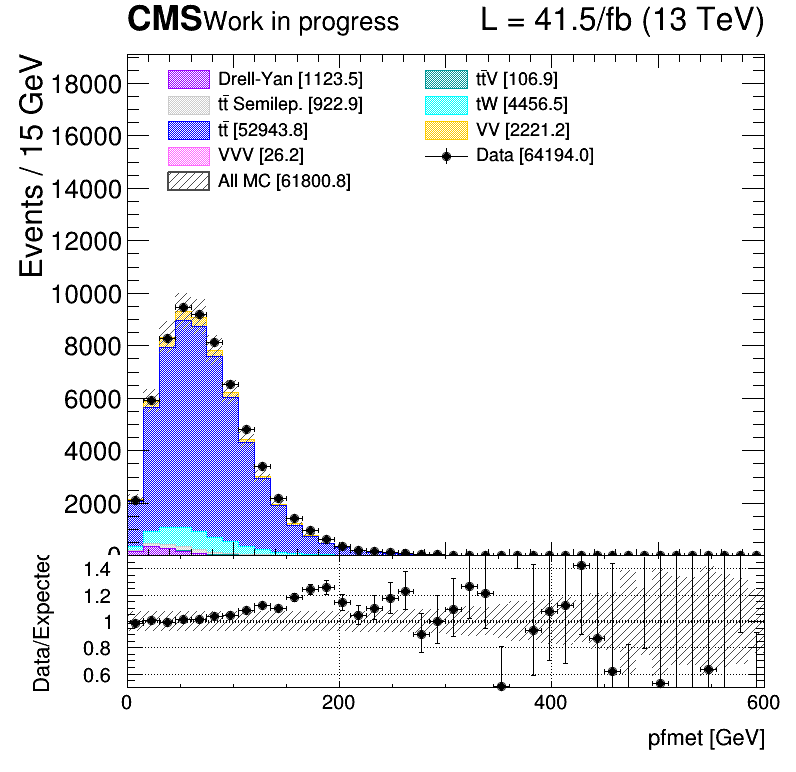 CMS Work in progress L = 41.5/fb (13 TeV)
Events / 15 GeV
Drell-Yan [1123.5]
tt̄ Semilep. [922.9]
tt̄ [52943.8]
VVV [26.2]
All MC [61800.8]
tt̄V [106.9]
tW [4456.5]
VV [2221.2]
Data [64194.0]
18000
16000
14000
12000
10000
8000
6000
4000
2000
0
Data/Expected
1.4
1.2
1
0.8
0.6
0 200 400 600
pfmet [GeV]